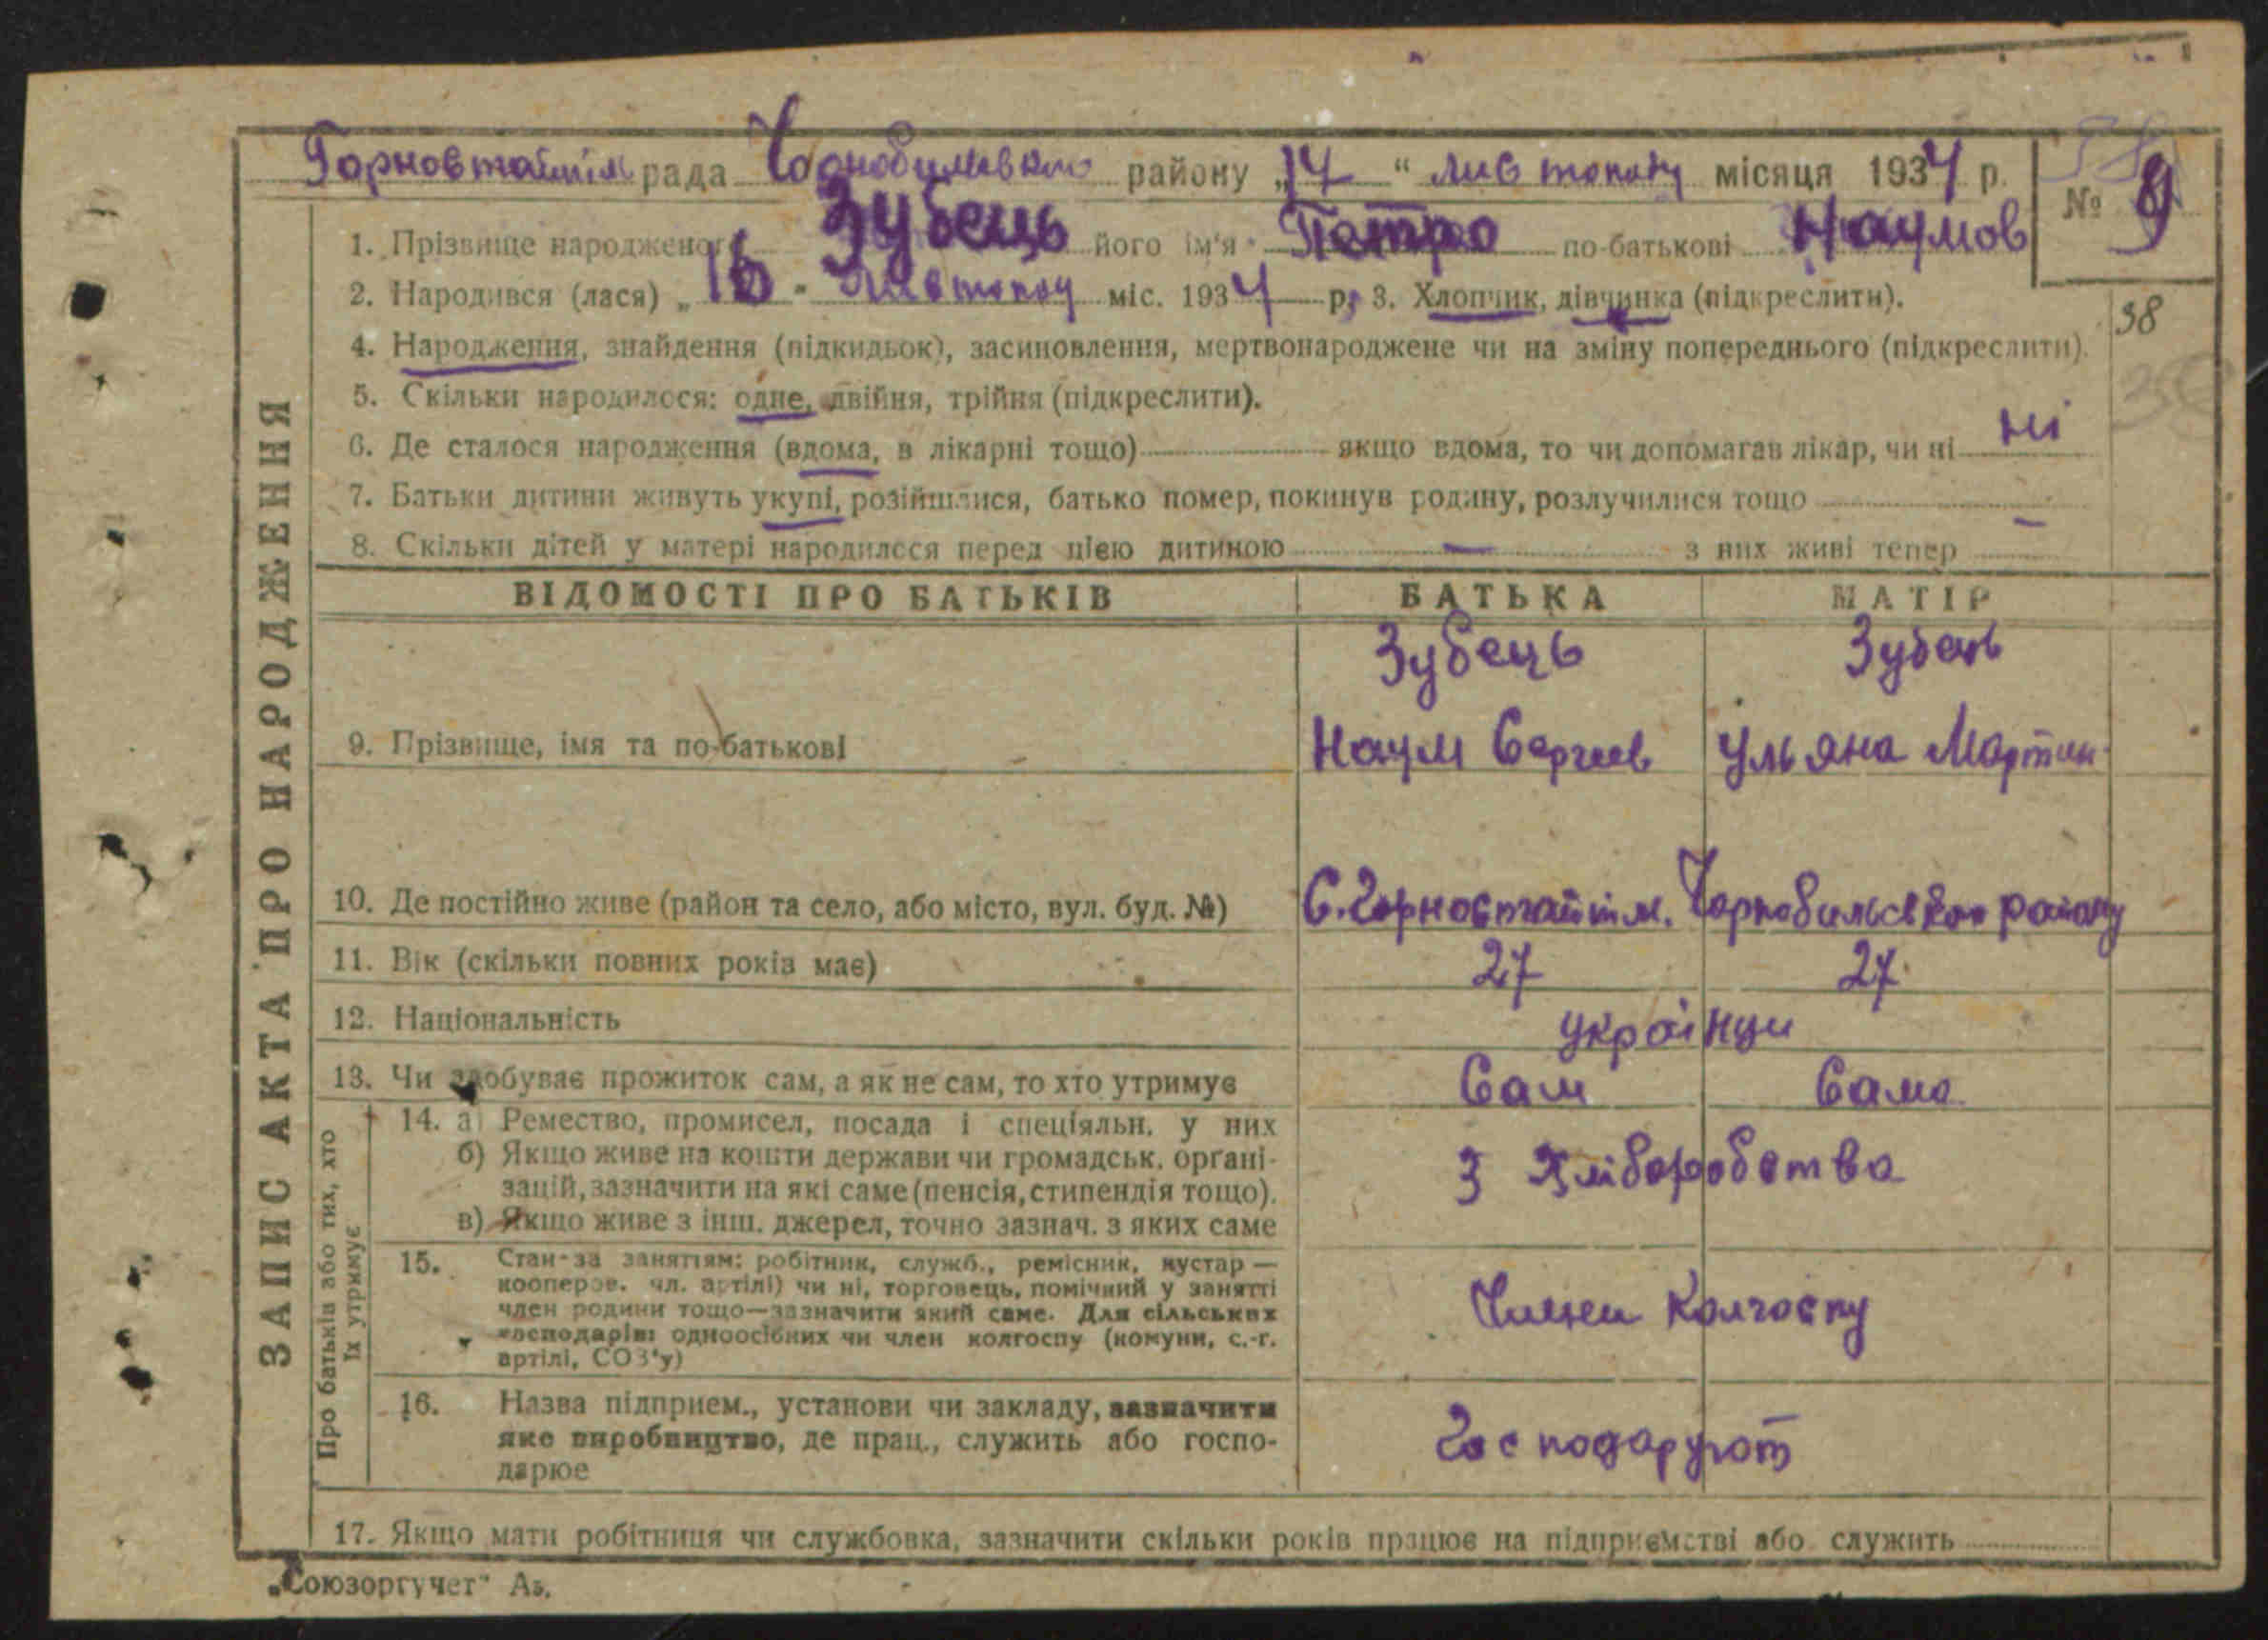 Горностайпіль рада Чорнобилевкого району „17“ листопаду місяця 1934 р.
№ 9
1. Прізвище народженого Зубець його ім'я Петро по-батькові Наумов
2. Народився (лася) „16" листопаду міс. 1934 р. 3. Хлопчик, дівчинка (підкреслити).
38
4. Народження, знайдення (підкидьок), засиновлення, мертвонароджене чи на зміну попереднього (підкреслити).
5. Скільки народилося: одне, двійня, трійня (підкреслити).
6. Де сталося народження (вдома, в лікарні тощо) якщо вдома, то чи допомагав лікар, чи ні ні
7. Батьки дитини живуть укупі, розійшлися, батько помер, покинув родину, розлучилися тощо
8. Скільки дітей у матері народилося перед цією дитиною — з них живі тепер —
ЗАПИС АКТА ПРО НАРОДЖЕННЯ
ВІДОМОСТІ ПРО БАТЬКІВ БАТЬКА МАТІР
Зубець Зубець
9. Прізвище, імя та по-батькові Наум Сергеев Ульяна Мартин
10. Де постійно живе (район та село, або місто, вул. буд. №) С. Горностайпіль. Чорнобильського району
11. Вік (скільки повних років має) 27 27
12. Національність українци
13. Чи здобуває прожиток сам, а як не сам, то хто утримує Сам Сама
Про батьків або тих, хто
їх утримує
14. а) Ремество, промисел, посада і спеціяльн. у них
б) Якщо живе на кошти держави чи громадськ. органі-
зацій, зазначити на які саме (пенсія, стипендія тощо).
З Хліборобства
в) Якщо живе з інш. джерел, точно зазнач. з яких саме
15. Стан за заняттям: робітник, служб., ремісник, кустар —
кооперов. чл. артілі) чи ні, торговець, помічний у занятті
член родини тощо—зазначити який саме. Для сільських
господарів: одноосібних чи член колгоспу (комуни, с.-г.
артілі, СОЗ'у)
Члени Колгоспу
16. Назва підприєм., установи чи закладу, зазначити
яке виробництво, де прац., служить або госпо-
дарює
Господарурот
17. Якщо мати робітниця чи службовка, зазначити скільки років працює на підприємстві або служить
„Союзоргучет"